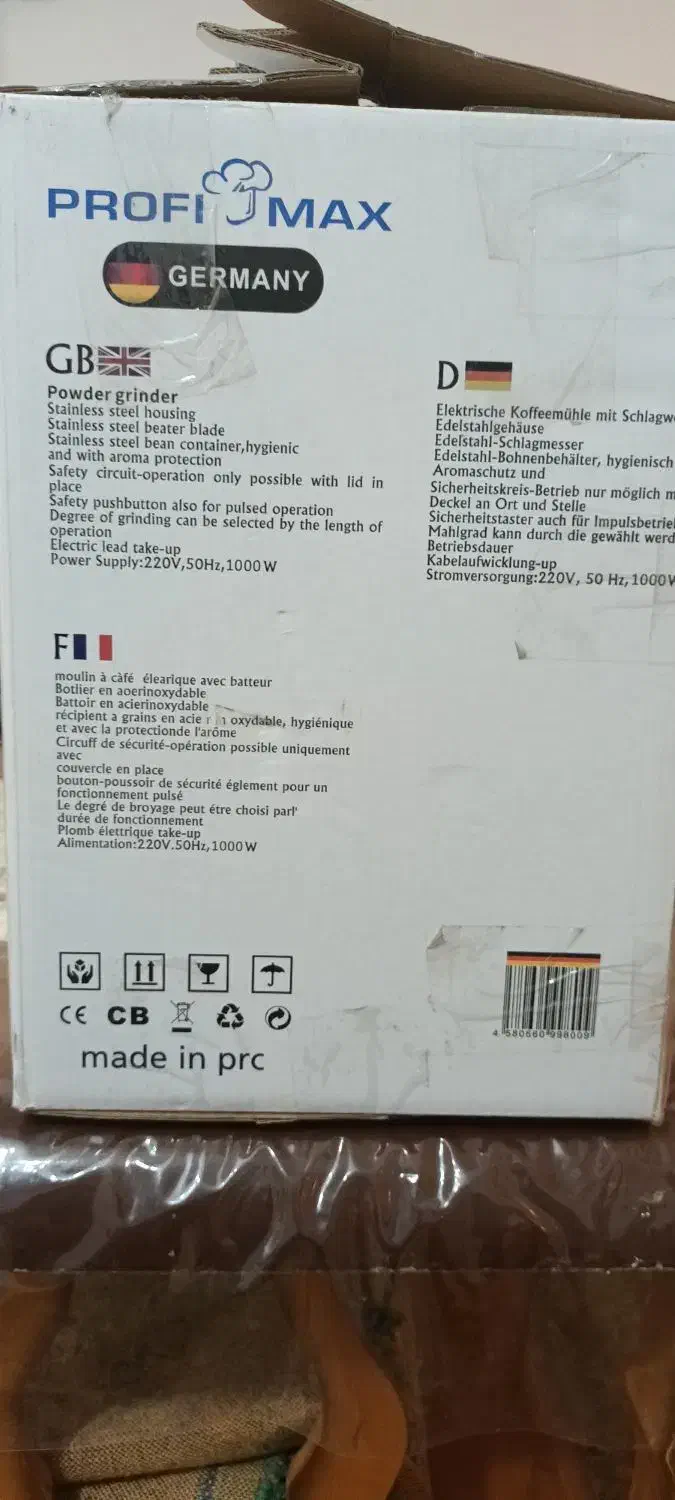 PROFI MAX
GERMANY
GB
Powder grinder
Stainless steel housing
Stainless steel beater blade
Stainless steel bean container,hygienic
and with aroma protection
Safety circuit-operation only possible with lid in
place
Safety pushbutton also for pulsed operation
Degree of grinding can be selected by the length of
operation
Electric lead take-up
Power Supply:220V,50Hz,1000W
D
Elektrische Koffeemühle mit
Edelstahlgehäuse
Edelstahl-Schlagmesser
Edelstahl-Bohnenbehälter, hygienisch
Aromaschutz und
Sicherheitskreis-Betrieb nur möglich
Deckel an Ort und Stelle
Sicherheitstaster auch für
Mahlgrad kann durch die gewählt
Betriebsdauer
Kabelaufwicklung-up
Stromversorgung:220V, 50 Hz,1000W
F
moulin à càfé élearique avec batteur
Botlier en aoerinoxydable
Battoir en acierinoxydable
récipient a grains en acie oxydable, hygiénique
et avec la protectionde l'arôme
Circuff de sécurité-opération possible uniquement
avec
couvercle en place
bouton-poussoir de sécurité églement pour un
fonctionnement pulsé
Le degré de broyage peut étre choisi parl'
durée de fonctionnement
Plomb élettrique take-up
Alimentation:220V.50Hz,1000W
CE CB
made in prc
4 580660 998009